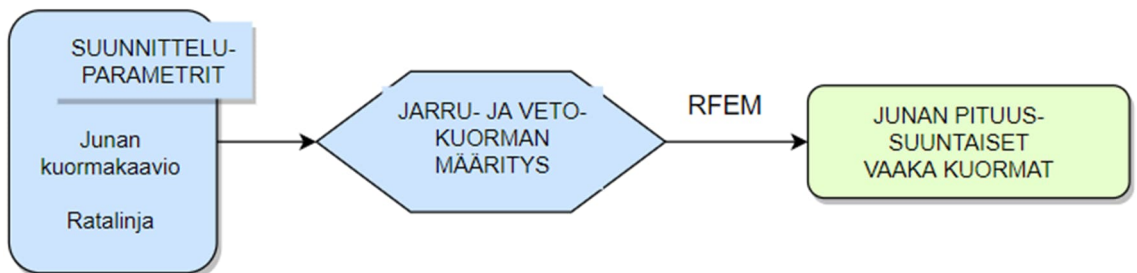 SUUNNITTELU-
PARAMETRIT
Junan
kuormakaavio
Ratalinja
JARRU- JA VETO-
KUORMAN
MÄÄRITYS
RFEM
JUNAN PITUUS-
SUUNTAISET
VAAKA KUORMAT